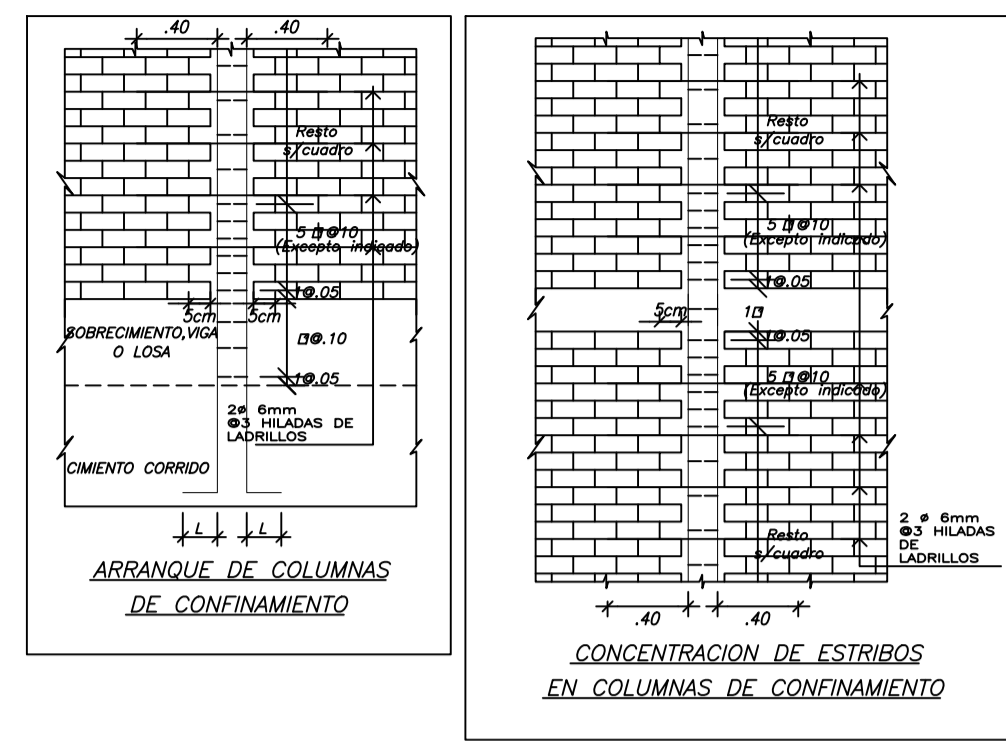 .40 .40
Resto
s/cuadro
5 @10
(Excepto indicado)
1@.05
5cm 5cm
SOBRECIMIENTO,VIGA
O LOSA
@.10
1@.05
2ø 6mm
@3 HILADAS DE
LADRILLOS
CIMIENTO CORRIDO
L L
ARRANQUE DE COLUMNAS
DE CONFINAMIENTO
Resto
s/cuadro
5 @10
(Excepto indicado)
1@.05
5cm 1
1@.05
5 @10
(Excepto indicado)
2 ø 6mm
@3 HILADAS
DE
LADRILLOS
Resto
s/cuadro
.40 .40
CONCENTRACION DE ESTRIBOS
EN COLUMNAS DE CONFINAMIENTO